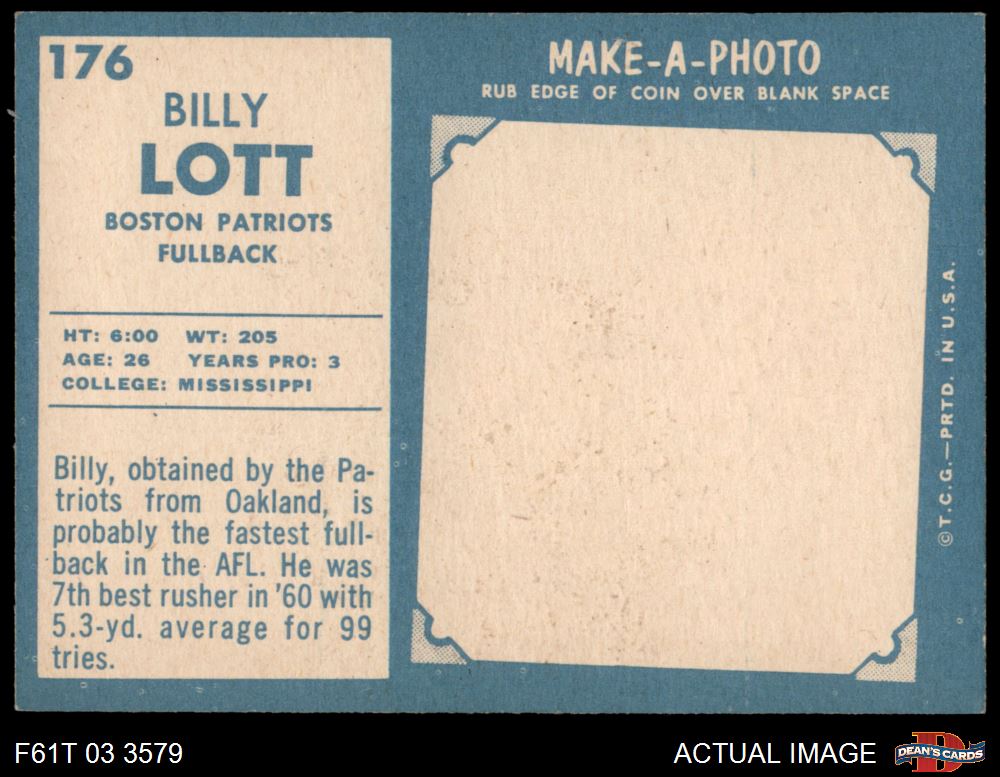 176
BILLY
LOTT
BOSTON PATRIOTS
FULLBACK
HT: 6:00 WT: 205
AGE: 26 YEARS PRO: 3
COLLEGE: MISSISSIPPI
Billy, obtained by the Pa-
triots from Oakland, is
probably the fastest full-
back in the AFL. He was
7th best rusher in '60 with
5.3-yd. average for 99
tries.
MAKE-A-PHOTO
RUB EDGE OF COIN OVER BLANK SPACE
©T.C.G.—PRTD. IN U.S.A.
F61T 03 3579
ACTUAL IMAGE
DEAN'S CARDS